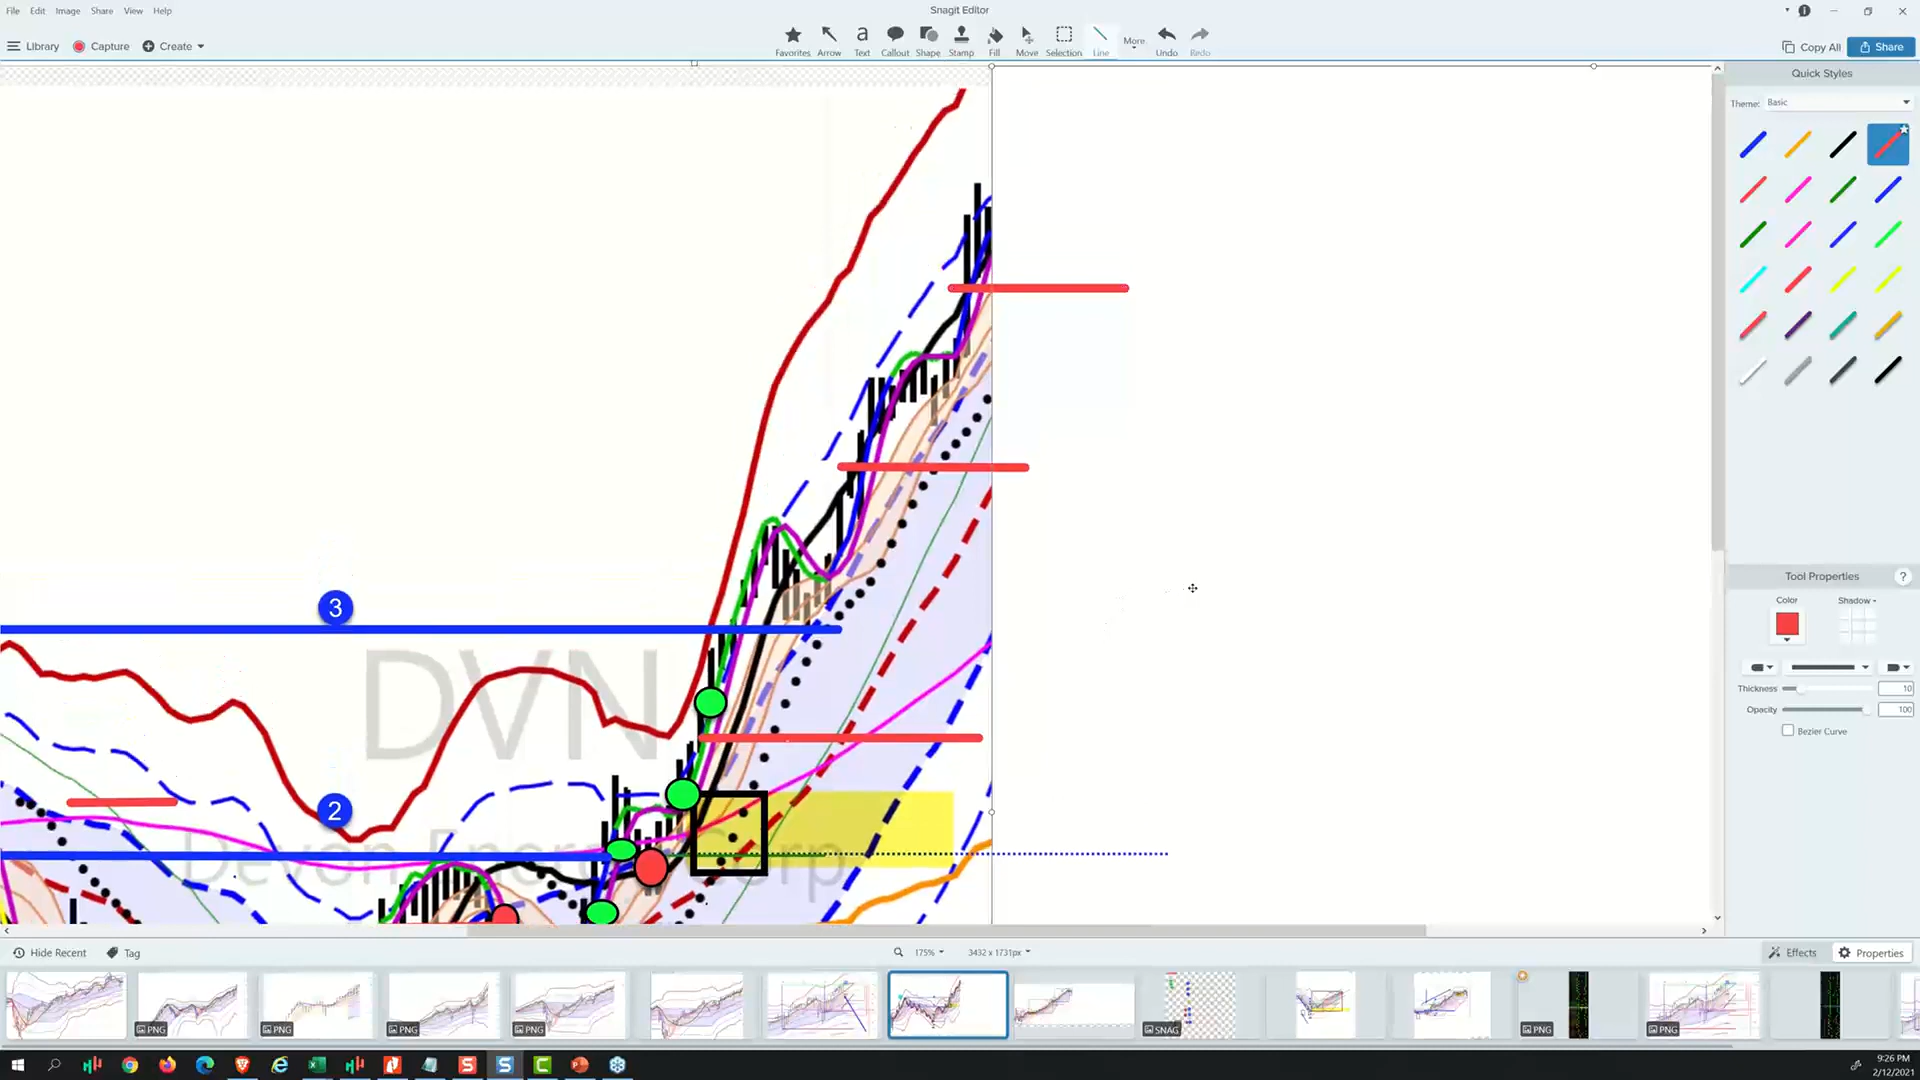 Snagit Editor
File Edit Image Share View Help
Library Capture Create
Favorites Arrow Text Callout Shape Stamp Fill Move Selection Line More Undo Redo
Copy All Share
Quick Styles
Theme: Basic
3
DVN
2
Devon Energy Corp
Tool Properties ?
Color Shadow
Thickness 10
Opacity 100
Bezier Curve
Hide Recent Tag
175% 3432 x 1731px
Effects Properties
PNG PNG PNG PNG SNAG PNG PNG
9:26 PM
2/12/2021